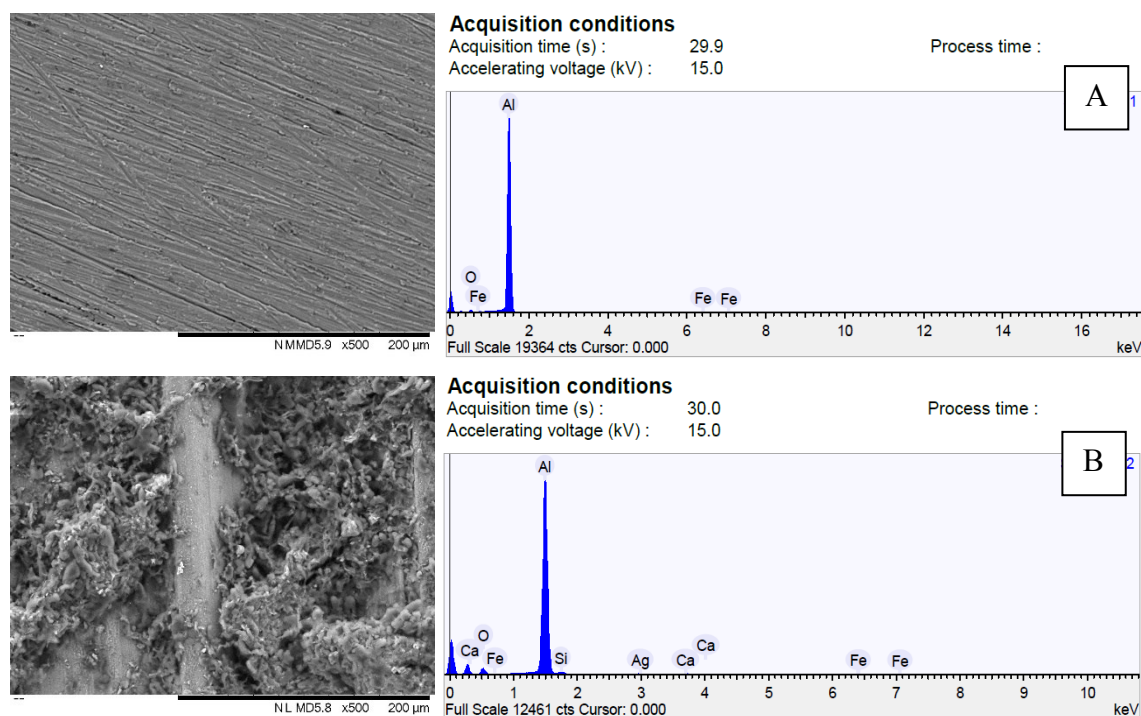 Acquisition conditions
Acquisition time (s) : 29.9 Process time :
Accelerating voltage (kV) : 15.0
A
1
Al
O
Fe
Fe Fe
0 2 4 6 8 10 12 14 16
Full Scale 19364 cts Cursor: 0.000 keV
NMMD5.9 x500 200 µm
Acquisition conditions
Acquisition time (s) : 30.0 Process time :
Accelerating voltage (kV) : 15.0
B
2
Al
O
Ca
Fe
Si
Ag
Ca
Ca
Fe Fe
0 1 2 3 4 5 6 7 8 9 10
Full Scale 12461 cts Cursor: 0.000 keV
NL MD5.8 x500 200 µm